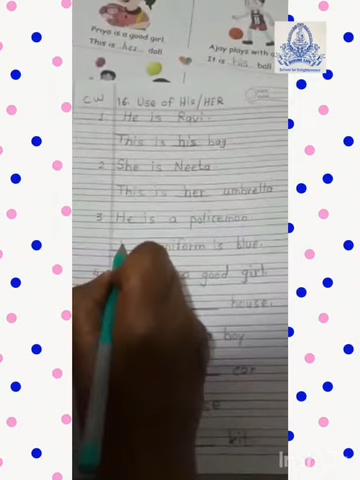 Priya is a good girl.
This is her doll
Ajay plays with a
It is his ball
CW 16. Use of His/HER
1. He is Ravi
This is his bag
2. She is Neeta
This is her umbrella
3 He is a policeman
uniform is blue.
a good girl
house.
boy
car
kit